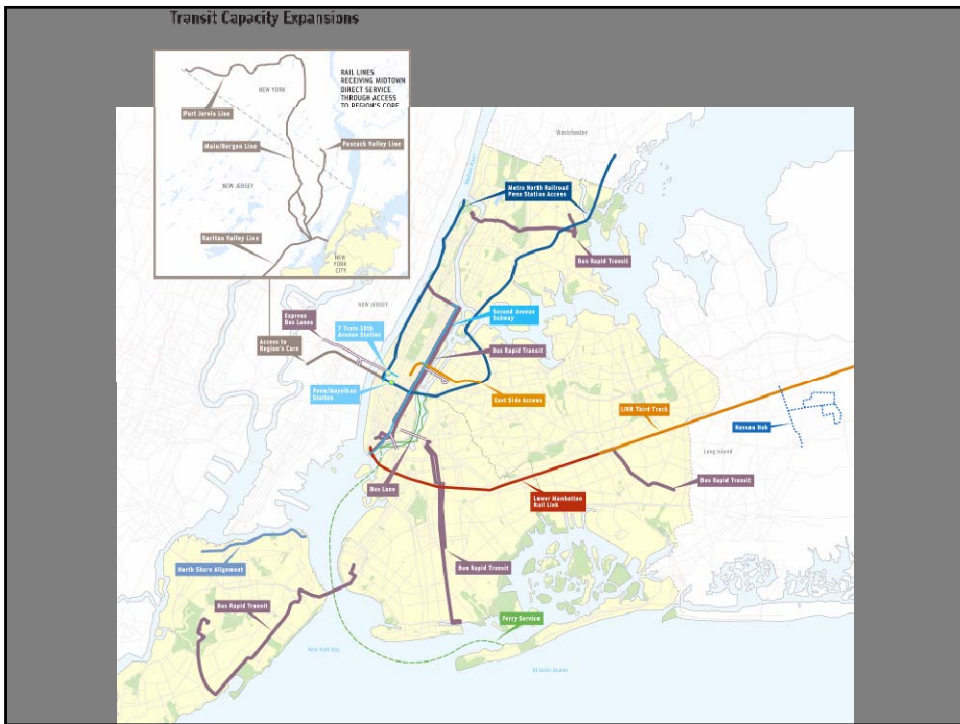 Transit Capacity Expansions
RAIL LINES
RECEIVING MIDTOWN
DIRECT SERVICE
THROUGH ACCESS
TO REGION'S CORE
NEW YORK
Port Jervis Line
Main/Bergen Line
Pascack Valley Line
NEW JERSEY
Raritan Valley Line
NEW
YORK
CITY
Westchester
Metro North Railroad
Penn Station Access
Bus Rapid Transit
NEW JERSEY
Express
Bus Lanes
7 Train 10th
Avenue Station
Second Avenue
Subway
Access to
Region's Core
Bus Rapid Transit
Penn/Moynihan
Station
East Side Access
LIRR Third Track
Nassau Hub
Long Island
Bus Rapid Transit
Bus Lane
Lower Manhattan
Rail Link
North Shore Alignment
Bus Rapid Transit
Bus Rapid Transit
Ferry Service
New York Bay
Atlantic Ocean